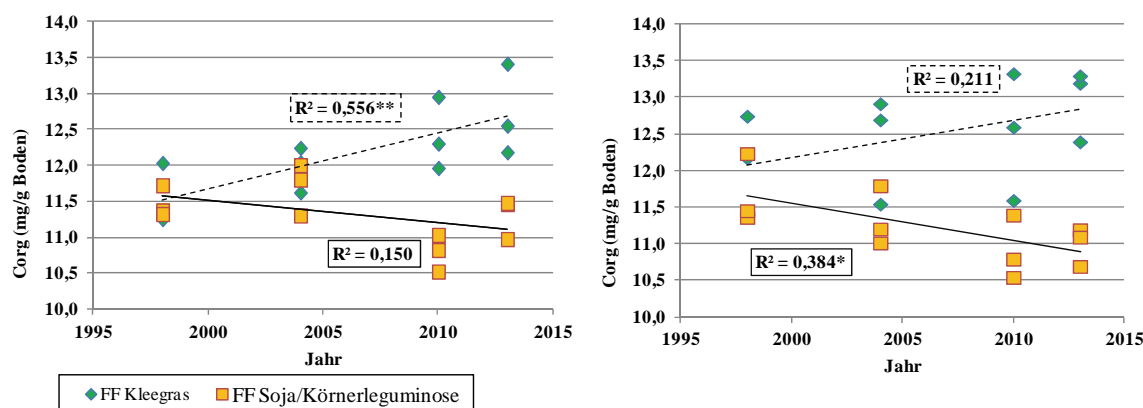 14,0
13,5
13,0
12,5
12,0
11,5
11,0
10,5
10,0
Corg (mg/g Boden)
R² = 0,556**
R² = 0,150
1995 2000 2005 2010 2015
Jahr
FF Kleegras FF Soja/Körnerleguminose
14,0
13,5
13,0
12,5
12,0
11,5
11,0
10,5
10,0
Corg (mg/g Boden)
R² = 0,211
R² = 0,384*
1995 2000 2005 2010 2015
Jahr